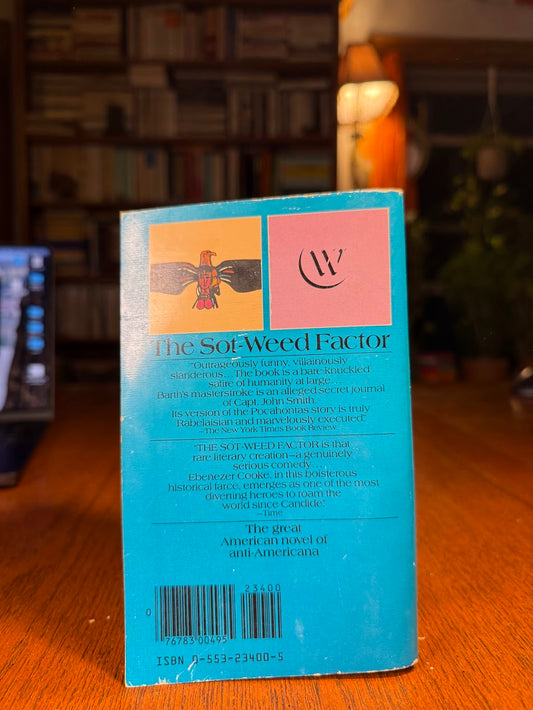 W
The Sot-Weed Factor
"Outrageously funny, villainously
slanderous... The book is a bare-knuckled
satire of humanity at large...
Barth's masterstroke is an alleged secret journal
of Capt. John Smith.
Its version of the Pocahontas story is truly
Rabelaisian and marvelously executed."
—The New York Times Book Review
"THE SOT-WEED FACTOR is that
rare literary creation—a genuinely
serious comedy...
Ebenezer Cooke, in this boisterous
historical farce, emerges as one of the most
diverting heroes to roam the
world since Candide."
—Time
The great
American novel of
anti-Americana
23400
0
76783 00495
ISBN 0-553-23400-5